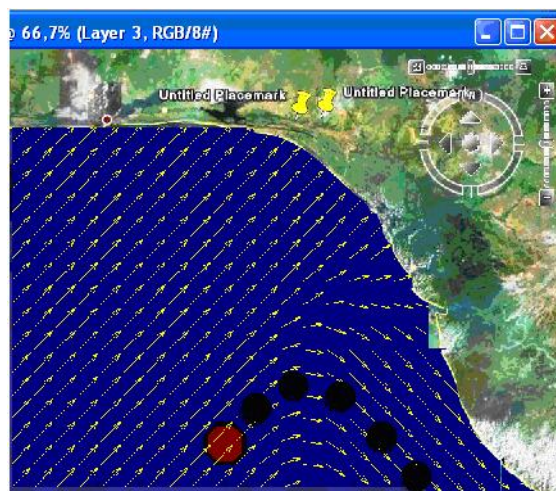 @ 66,7% (Layer 3, RGB/8#)
Untitled Placemark
Untitled Placemark
N